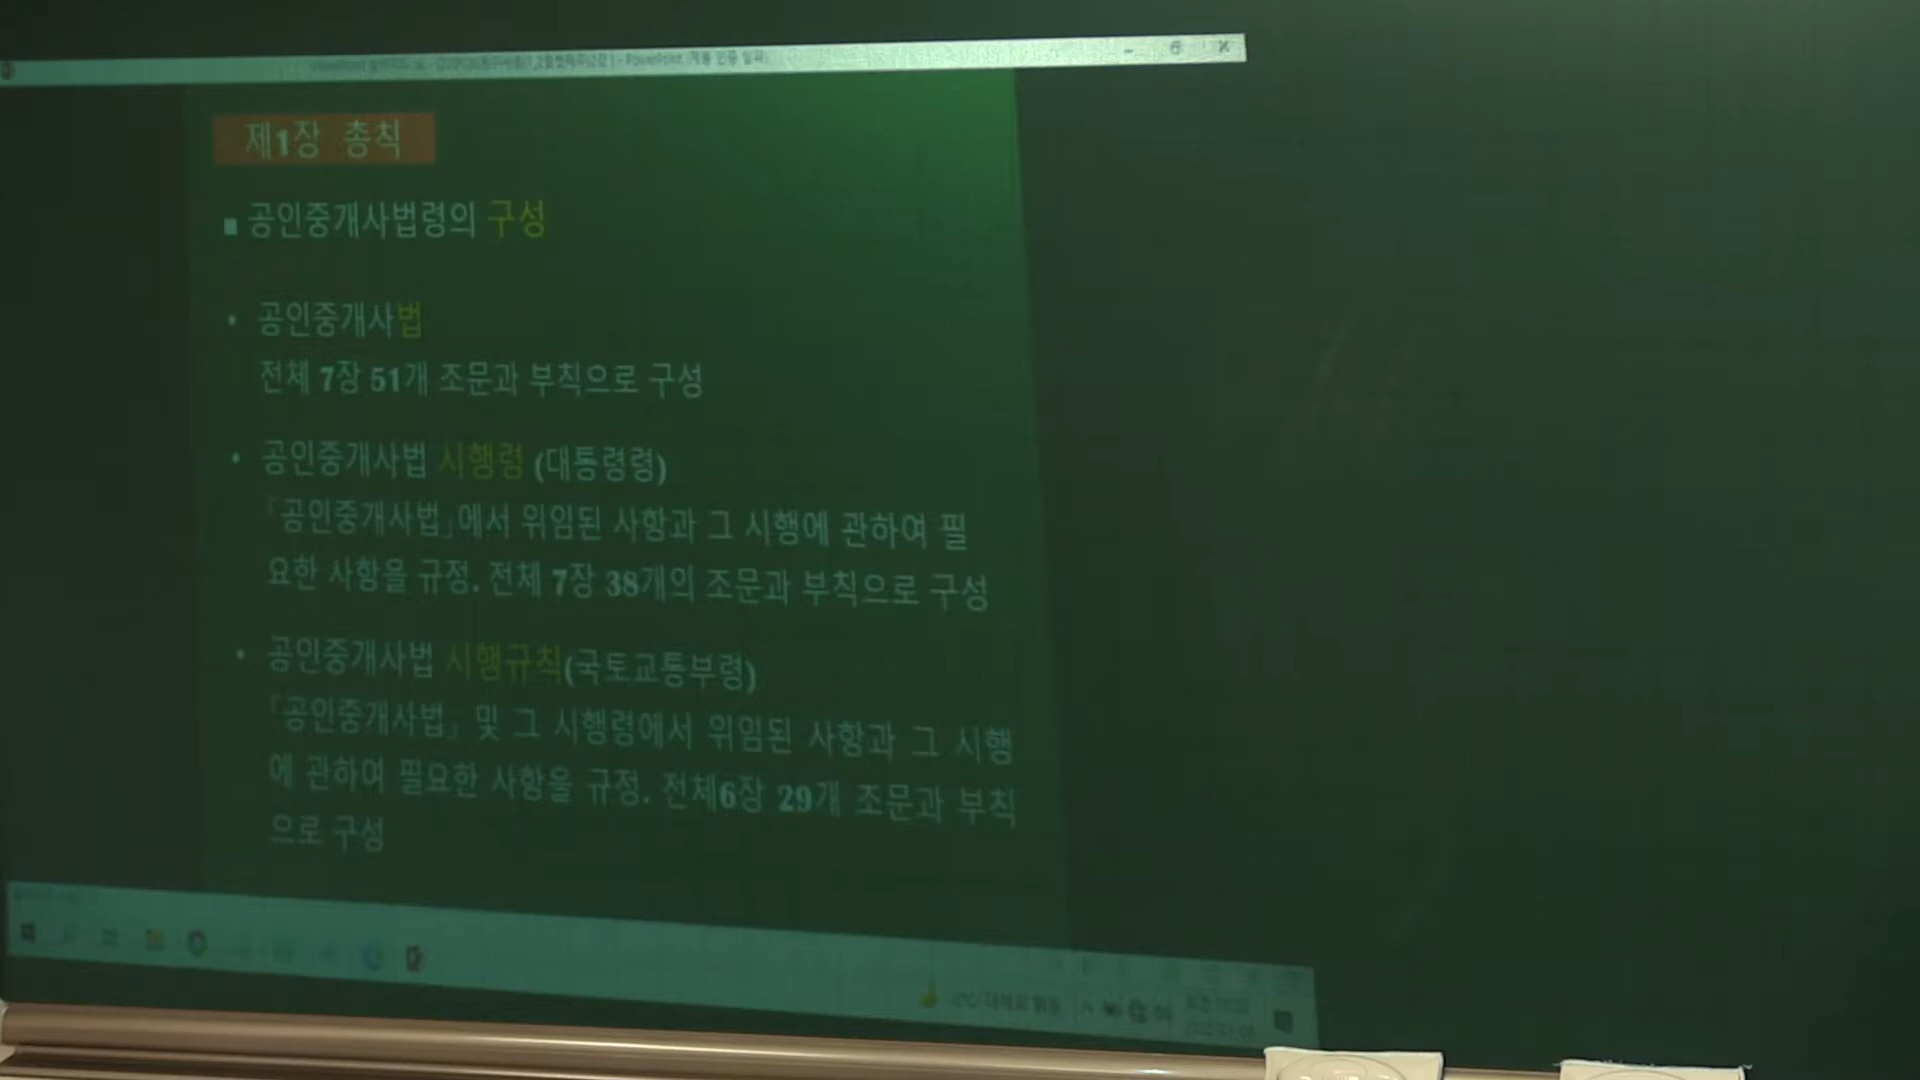 제1장 총칙
■ 공인중개사법령의 구성
• 공인중개사법
전체 7장 51개 조문과 부칙으로 구성
• 공인중개사법 시행령 (대통령령)
「공인중개사법」에서 위임된 사항과 그 시행에 관하여 필
요한 사항을 규정. 전체 7장 38개의 조문과 부칙으로 구성
• 공인중개사법 시행규칙(국토교통부령)
「공인중개사법」 및 그 시행령에서 위임된 사항과 그 시행
에 관하여 필요한 사항을 규정. 전체6장 29개 조문과 부칙
으로 구성